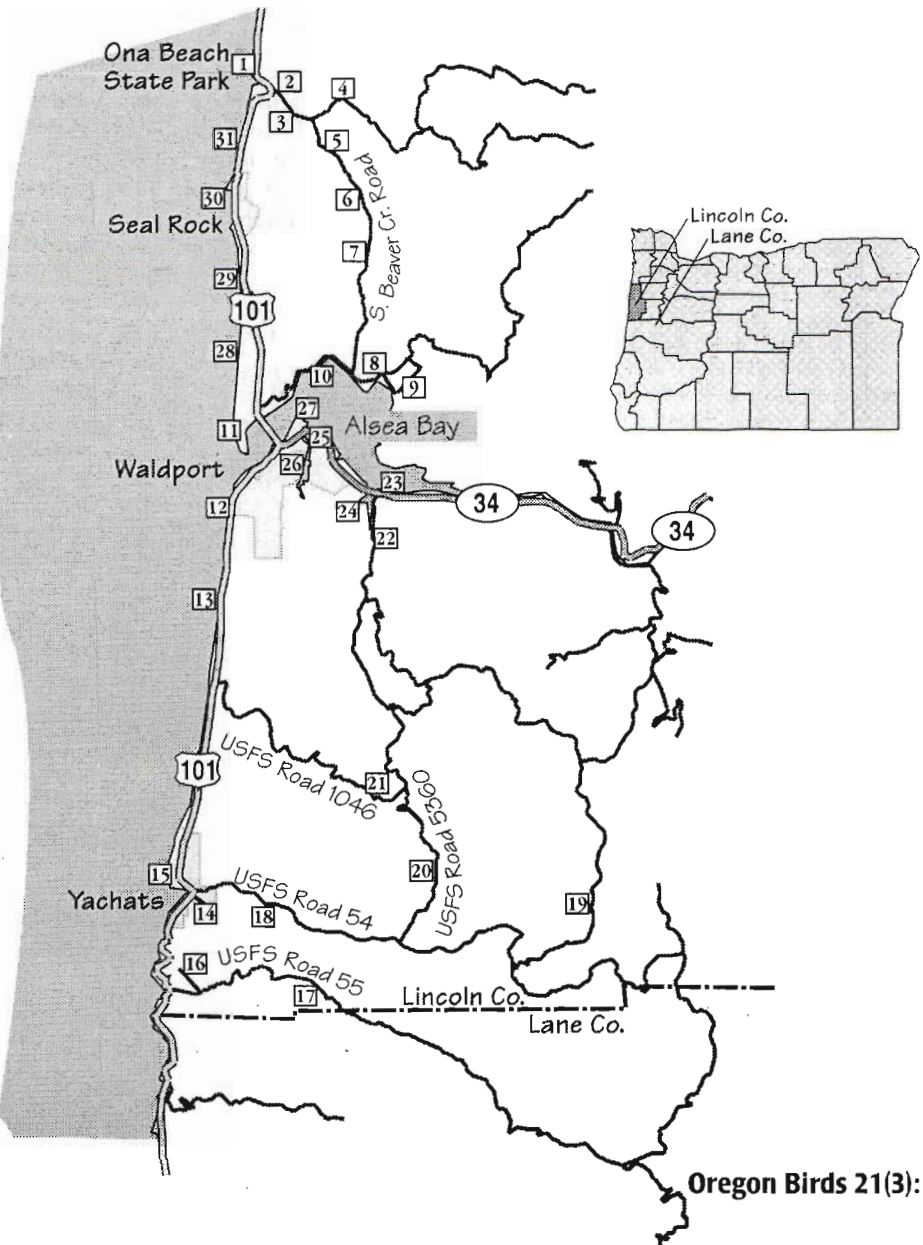 Ona Beach
State Park
1
2
3
4
5
31
S. Beaver Cr. Road
6
30
Seal Rock
7
Lincoln Co.
Lane Co.
29
101
28
8
10
9
27
11
Alsea Bay
25
Waldport
26
23
12
24
34
34
22
13
101
USFS Road 1046
21
USFS Road 5360
20
15
Yachats
14
USFS Road 54
18
19
16
USFS Road 55
17
Lincoln Co.
Lane Co.
Oregon Birds 21(3):